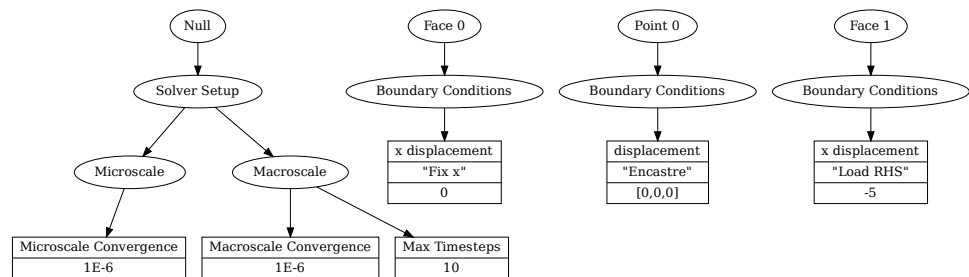 Null
Face 0
Point 0
Face 1
Solver Setup
Boundary Conditions
Boundary Conditions
Boundary Conditions
Microscale
Macroscale
x displacement
"Fix x"
0
displacement
"Encastre"
[0,0,0]
x displacement
"Load RHS"
-5
Microscale Convergence
1E-6
Macroscale Convergence
1E-6
Max Timesteps
10